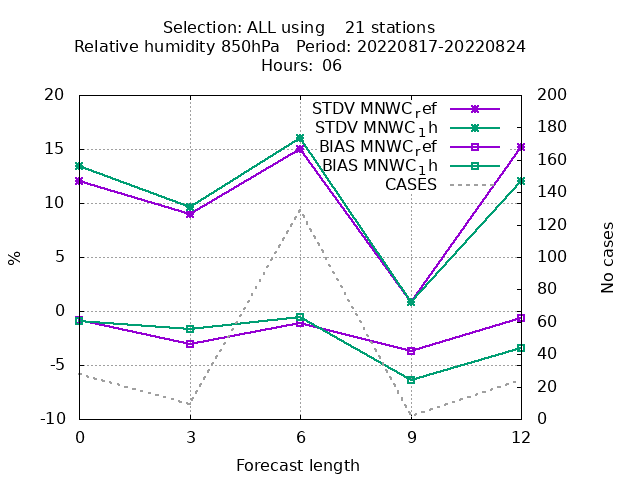 Selection: ALL using    21 stations
Relative humidity 850hPa   Period: 20220817-20220824
Hours: 06
STDV MNWC_ref
STDV MNWC_1h
BIAS MNWC_ref
BIAS MNWC_1h
CASES
20
15
10
5
0
-5
-10
%
200
180
160
140
120
100
80
60
40
20
0
No cases
0 3 6 9 12
Forecast length